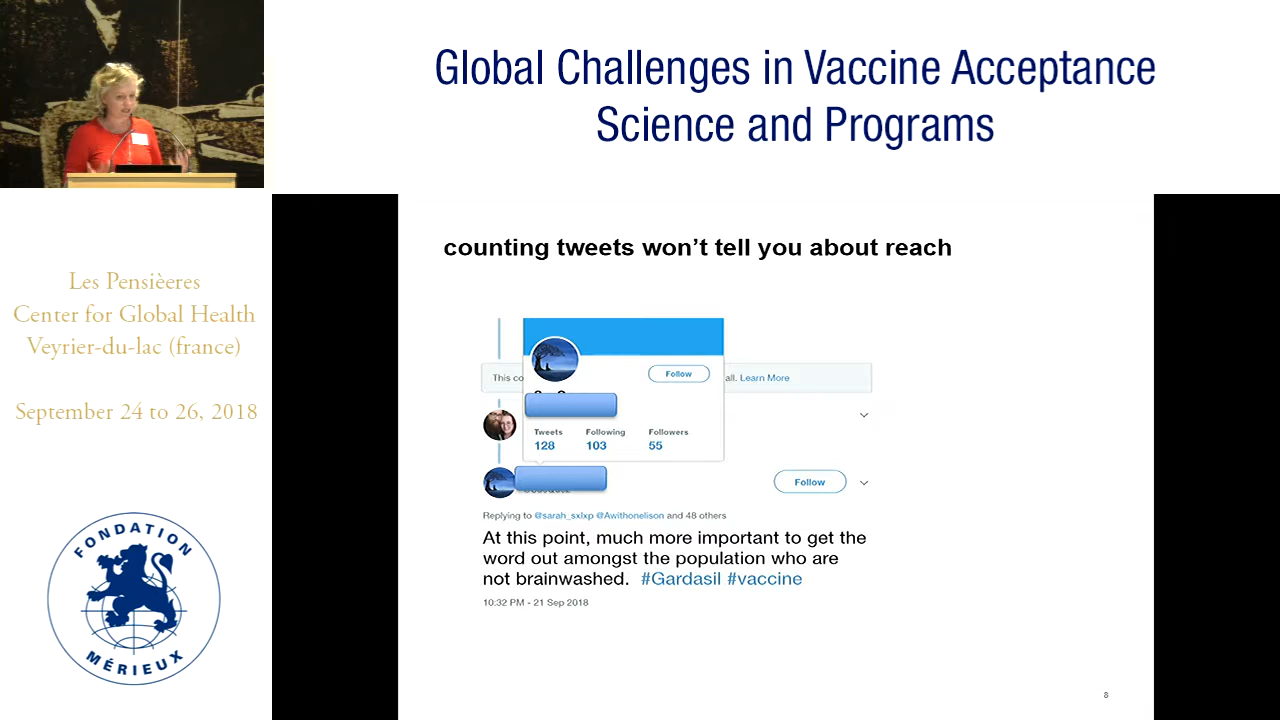 Global Challenges in Vaccine Acceptance
Science and Programs
Les Pensièeres
Center for Global Health
Veyrier-du-lac (france)
September 24 to 26, 2018
FONDATION
MÉRIEUX
counting tweets won't tell you about reach
Follow
This co
all. Learn More
Tweets Following Followers
128 103 55
Follow
Replying to @sarah_sxlxp @Awithonelison and 48 others
At this point, much more important to get the
word out amongst the population who are
not brainwashed. #Gardasil #vaccine
10:32 PM - 21 Sep 2018
8